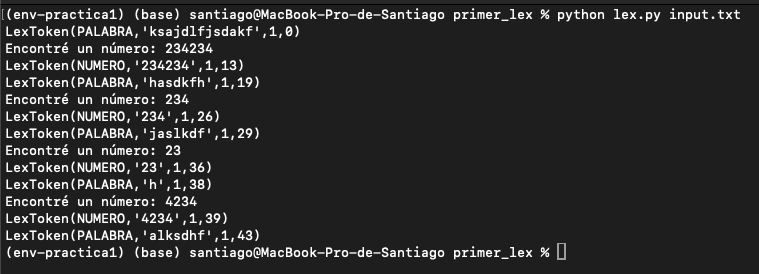 (env-practica1) (base) santiago@MacBook-Pro-de-Santiago primer_lex % python lex.py input.txt
LexToken(PALABRA,'ksajdlfjsdakf',1,0)
Encontré un número: 234234
LexToken(NUMERO,'234234',1,13)
LexToken(PALABRA,'hasdkfh',1,19)
Encontré un número: 234
LexToken(NUMERO,'234',1,26)
LexToken(PALABRA,'jaslkdf',1,29)
Encontré un número: 23
LexToken(NUMERO,'23',1,36)
LexToken(PALABRA,'h',1,38)
Encontré un número: 4234
LexToken(NUMERO,'4234',1,39)
LexToken(PALABRA,'alksdhf',1,43)
(env-practica1) (base) santiago@MacBook-Pro-de-Santiago primer_lex %